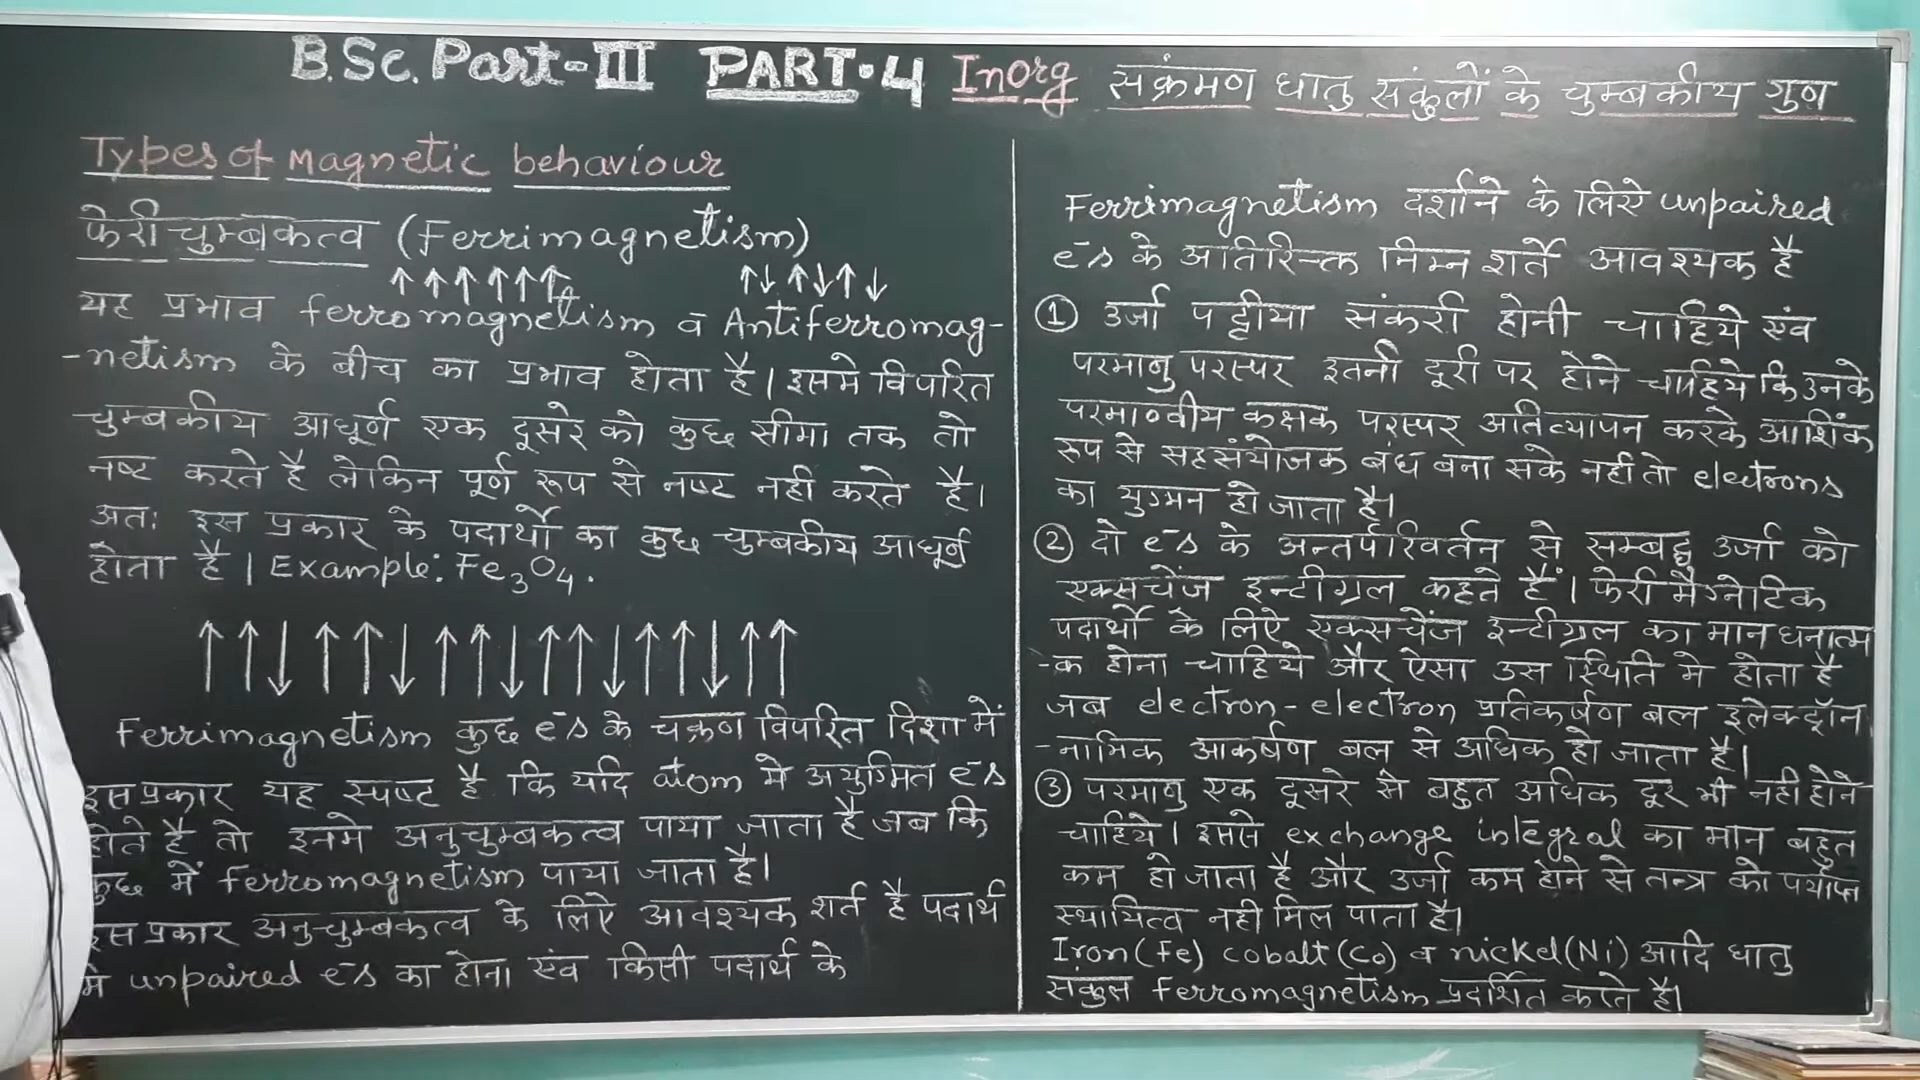 B.Sc. Part-III PART-4 Inorg संक्रमण धातु संकुलों के चुम्बकीय गुण
Types of Magnetic behaviour
फेरी चुम्बकत्व (Ferrimagnetism)
यह प्रभाव ferromagnetism व Antiferromag-
-netism के बीच का प्रभाव होता है। इसमे विपरित
चुम्बकीय आधूर्ण एक दूसरे को कुछ सीमा तक तो
नष्ट करते है लेकिन पूर्ण रूप से नष्ट नही करते है।
अतः इस प्रकार के पदार्थो का कुछ चुम्बकीय आधूर्ण
होता है। Example: Fe3O4.
Ferrimagnetism कुछ e-s के चक्रण विपरित दिशा में
इस प्रकार यह स्पष्ट है कि यदि atom मे अयुग्मित e-s
होते है तो इनमे अनुचुम्बकत्व पाया जाता है जब कि
कुछ में ferromagnetism पाया जाता है।
इस प्रकार अनुचुम्बकत्व के लिऐ आवश्यक शर्त है पदार्थ
मे unpaired e-s का होना एंव किसी पदार्थ के
Ferrimagnetism दर्शाने के लिऐ unpaired
e-s के अतिरिक्त निम्न शर्ते आवश्यक है
① उर्जा पट्टीया संकरी होनी चाहिये एंव
परमाणु परस्पर इतनी दूरी पर होने चाहिये कि उनके
परमाण्वीय कक्षक परस्पर अतिव्यापन करके आशिंक
रूप से सहसंयोजक बंध बना सके नही तो electrons
का युग्मन हो जाता है।
② दो e-s के अन्तर्परिवर्तन से सम्बद्ध उर्जा को
एक्सचेंज इन्टीग्रल कहते हैं। फेरी मैग्नेटिक
पदार्थो के लिऐ एक्सचेंज इन्टीग्रल का मान धनात्म
-क होना चाहिये और ऐसा उस स्थिति मे होता है
जब electron-electron प्रतिकर्षण बल इलेक्ट्रॉन
-नाभिक आकर्षण बल से अधिक हो जाता है।
③ परमाणु एक दूसरे से बहुत अधिक दूर भी नही होने
चाहिये। इससे exchange integral का मान बहुत
कम हो जाता है और उर्जा कम होने से तन्त्र को पर्याप्त
स्थायित्व नही मिल पाता है।
Iron(Fe) cobalt(Co) व nickel(Ni) आदि धातु
संकुल ferromagnetism प्रदर्शित करते है।